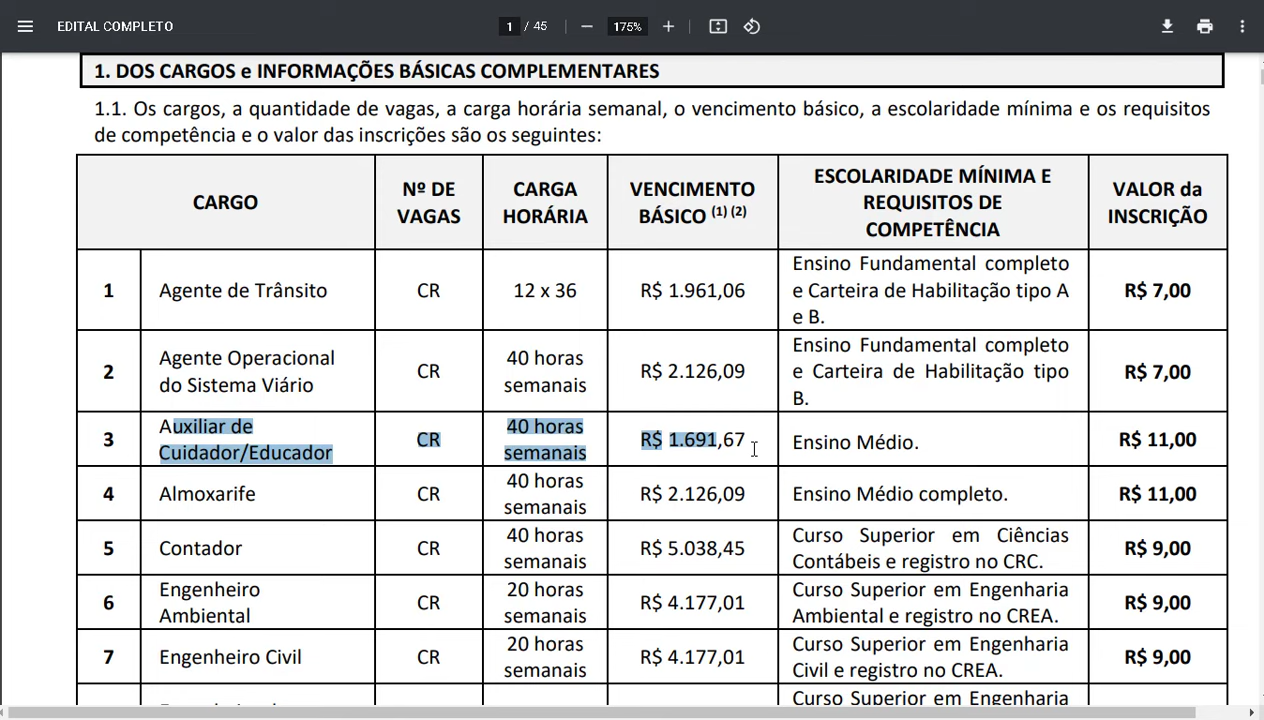 EDITAL COMPLETO
1 / 45
175%
1. DOS CARGOS e INFORMAÇÕES BÁSICAS COMPLEMENTARES
1.1. Os cargos, a quantidade de vagas, a carga horária semanal, o vencimento básico, a escolaridade mínima e os requisitos
de competência e o valor das inscrições são os seguintes:
CARGO
Nº DE
VAGAS
CARGA
HORÁRIA
VENCIMENTO
BÁSICO (1) (2)
ESCOLARIDADE MÍNIMA E
REQUISITOS DE
COMPETÊNCIA
VALOR da
INSCRIÇÃO
1
Agente de Trânsito
CR
12 x 36
R$ 1.961,06
Ensino Fundamental completo
e Carteira de Habilitação tipo A
e B.
R$ 7,00
2
Agente Operacional
do Sistema Viário
CR
40 horas
semanais
R$ 2.126,09
Ensino Fundamental completo
e Carteira de Habilitação tipo
B.
R$ 7,00
3
Auxiliar de
Cuidador/Educador
CR
40 horas
semanais
R$ 1.691,67
Ensino Médio.
R$ 11,00
4
Almoxarife
CR
40 horas
semanais
R$ 2.126,09
Ensino Médio completo.
R$ 11,00
5
Contador
CR
40 horas
semanais
R$ 5.038,45
Curso Superior em Ciências
Contábeis e registro no CRC.
R$ 9,00
6
Engenheiro
Ambiental
CR
20 horas
semanais
R$ 4.177,01
Curso Superior em Engenharia
Ambiental e registro no CREA.
R$ 9,00
7
Engenheiro Civil
CR
20 horas
semanais
R$ 4.177,01
Curso Superior em Engenharia
Civil e registro no CREA.
R$ 9,00
Curso Superior em Engenharia